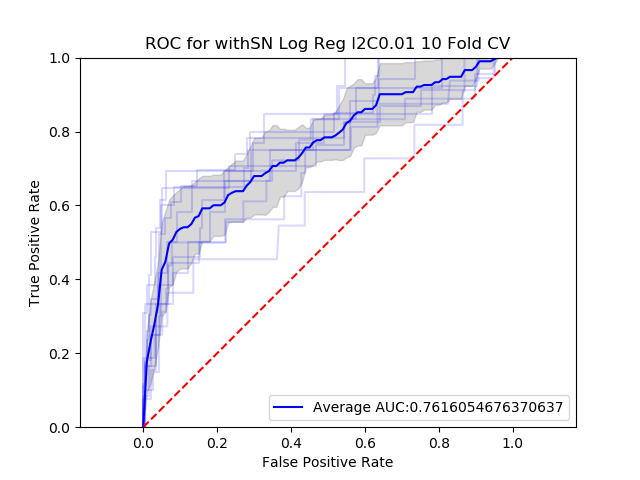 ROC for withSN Log Reg l2C0.01 10 Fold CV
1.0
0.8
0.6
0.4
0.2
0.0
True Positive Rate
0.0 0.2 0.4 0.6 0.8 1.0
False Positive Rate
Average AUC:0.7616054676370637